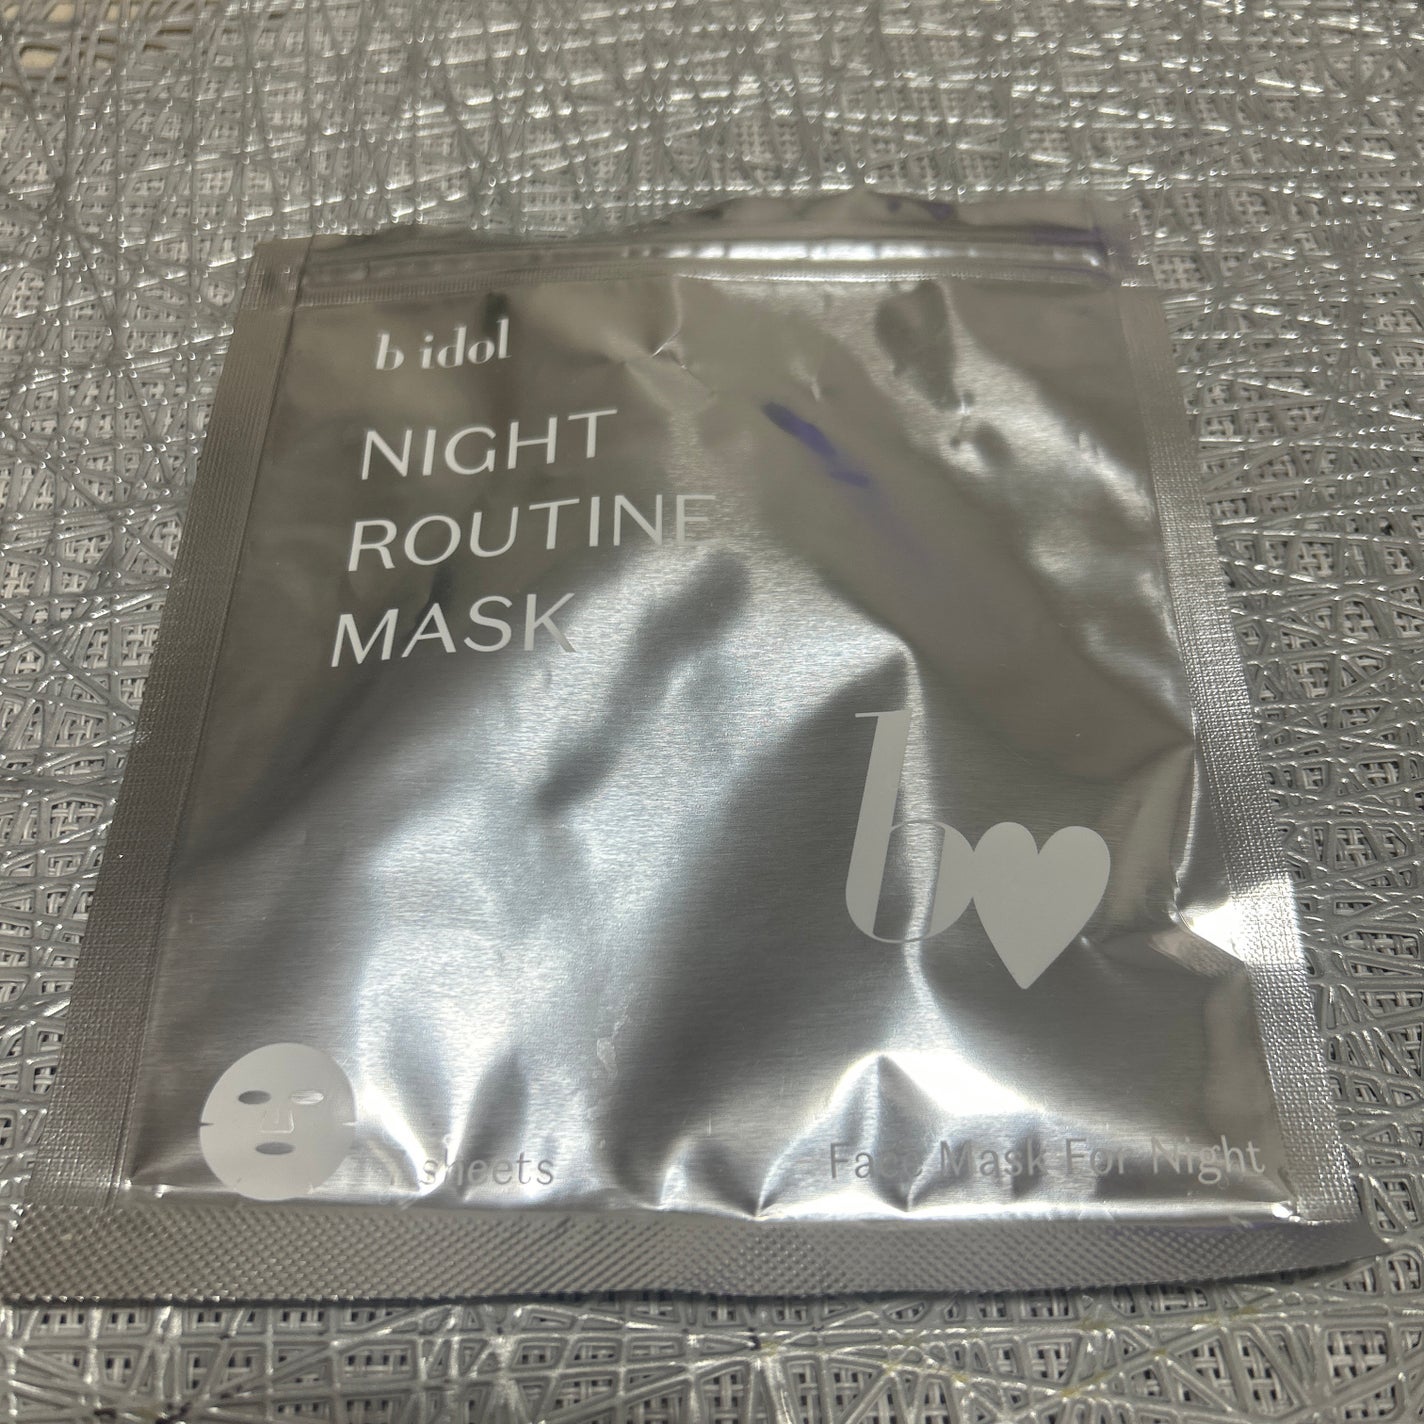 b idol
NIGHT
ROUTINE
MASK
b
sheets
Face Mask For Night